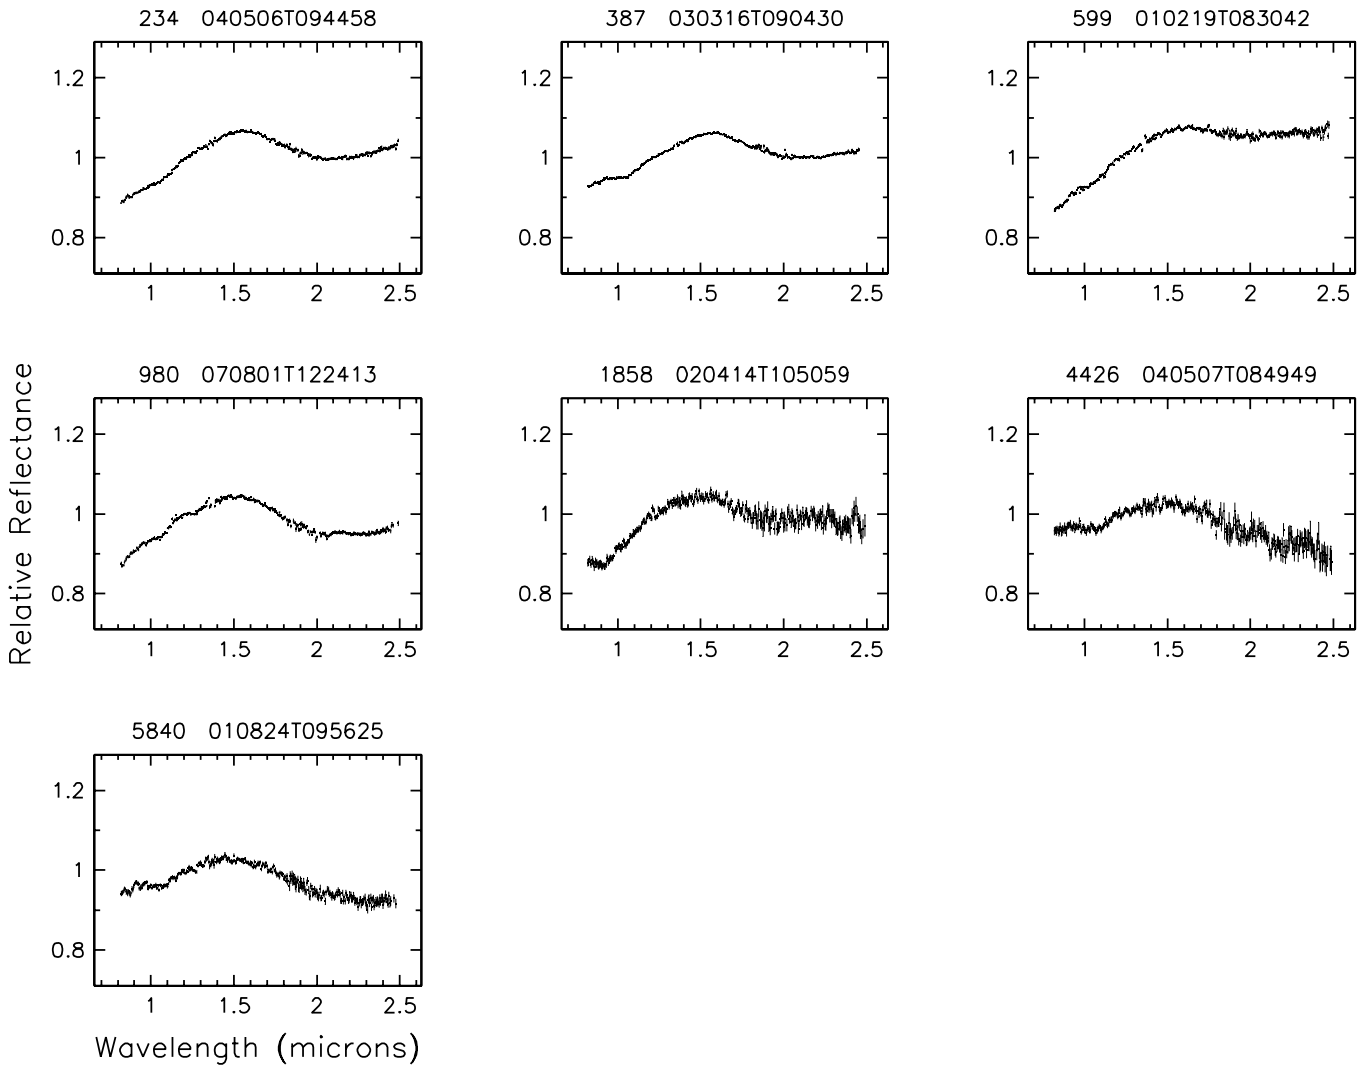 234 040506T094458
387 030316T090430
599 010219T083042
1.2 1.2 1.2
1 1 1
0.8 0.8 0.8
1 1.5 2 2.5 1 1.5 2 2.5 1 1.5 2 2.5
980 070801T122413
1858 020414T105059
4426 040507T084949
1.2 1.2 1.2
1 1 1
0.8 0.8 0.8
1 1.5 2 2.5 1 1.5 2 2.5 1 1.5 2 2.5
Relative Reflectance
5840 010824T095625
1.2
1
0.8
1 1.5 2 2.5
Wavelength (microns)